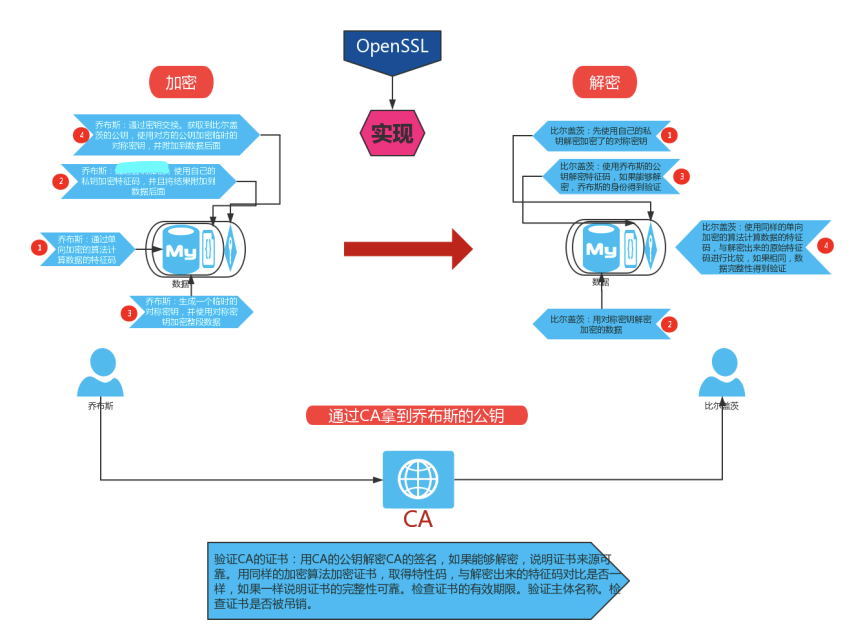 OpenSSL
加密
解密
实现
4
乔布斯：通过密钥交换。获取到比尔盖
茨的公钥，使用对方的公钥加密临时的
对称密钥，并附加到数据后面
2
乔布斯：
使用自己的
私钥加密特征码，并且将结果附加到
数据后面
1
乔布斯：通过单
向加密的算法计
算数据的特征码
My
数据
3
乔布斯：生成一个临时的
对称密钥，并使用对称密
钥加密整段数据
比尔盖茨：先使用自己的私
钥解密加密了的对称密钥
1
比尔盖茨：使用乔布斯的公
钥解密特征码，如果能够解
密，乔布斯的身份得到验证
3
My
数据
比尔盖茨：使用同样的单向
加密的算法计算数据的特征
码，与解密出来的原始特征
码进行比较，如果相同，数
据完整性得到验证
4
比尔盖茨：用对称密钥解密
加密的数据
2
乔布斯
比尔盖茨
通过CA拿到乔布斯的公钥
CA
验证CA的证书：用CA的公钥解密CA的签名，如果能够解密，说明证书来源可
靠。用同样的加密算法加密证书，取得特性码，与解密出来的特征码对比是否一
样，如果一样说明证书的完整性可靠。检查证书的有效期限。验证主体名称。检
查证书是否被吊销。